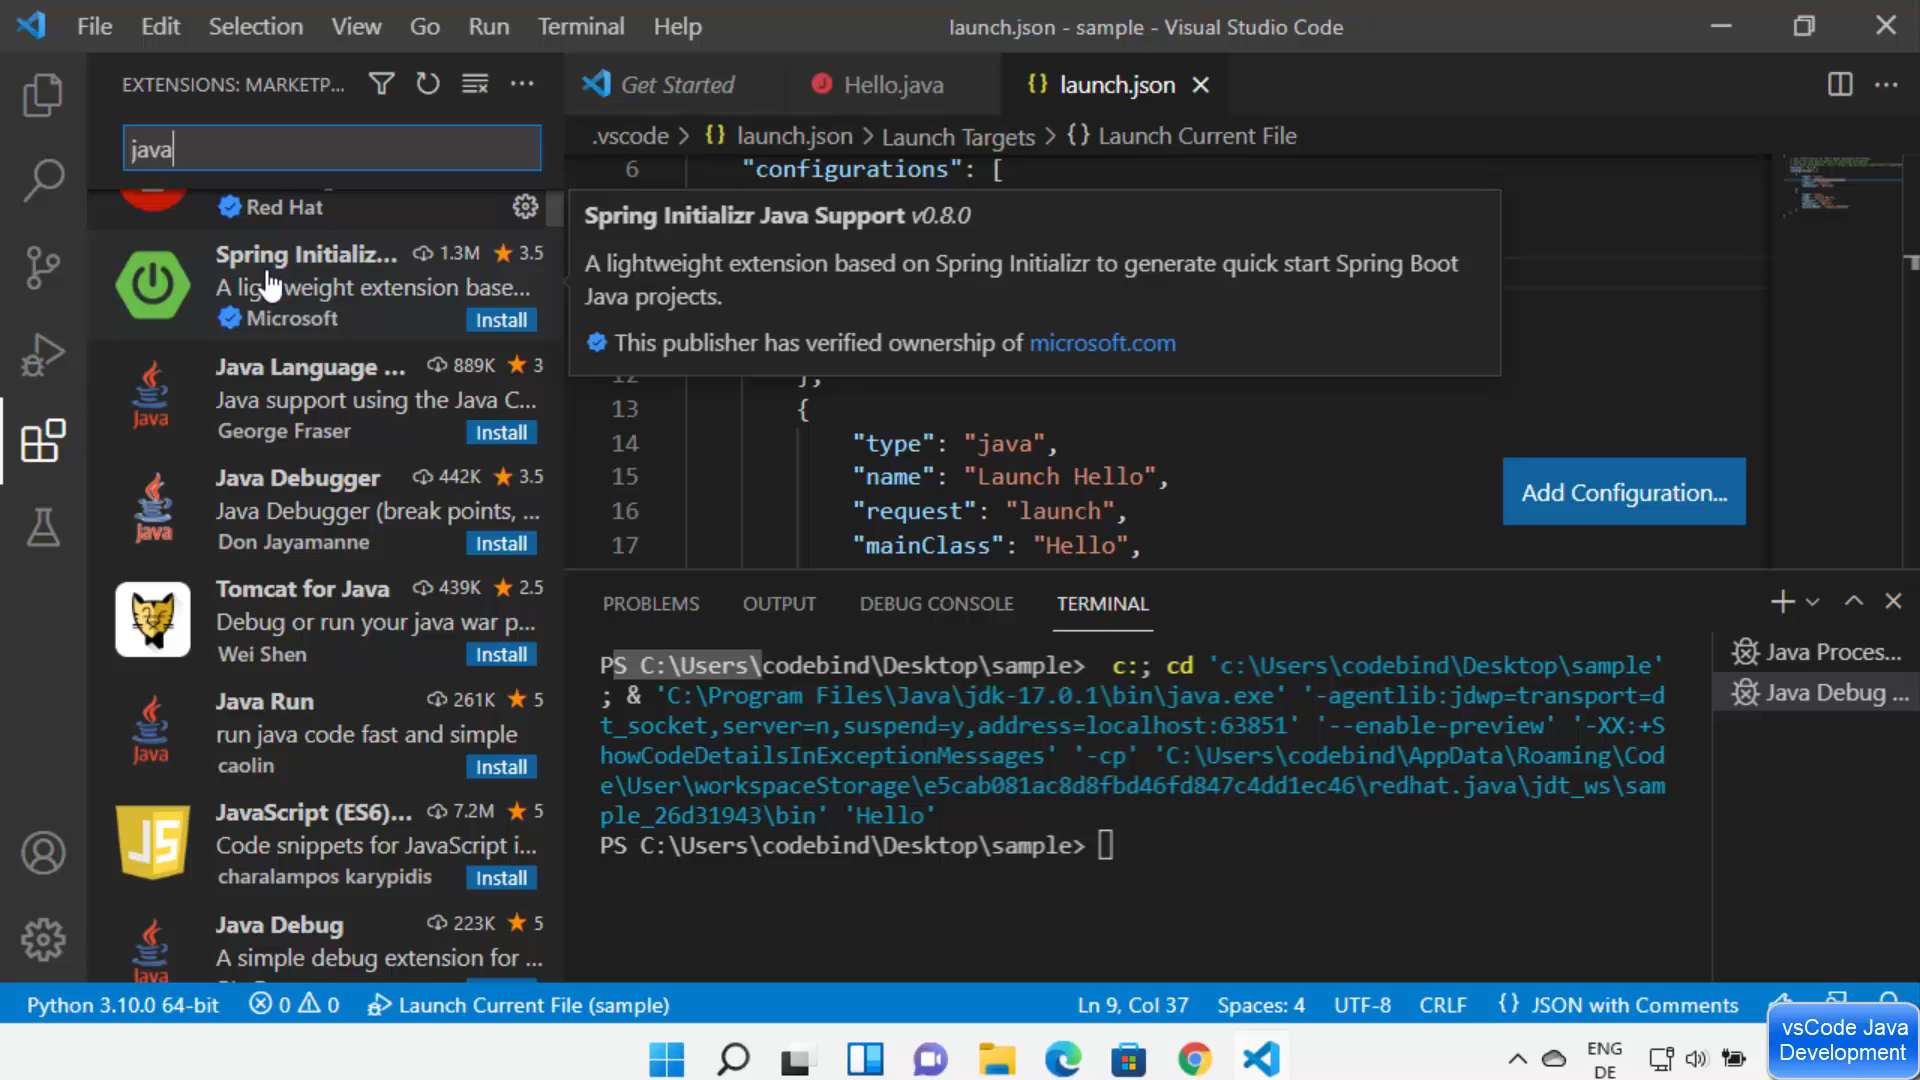 File Edit Selection View Go Run Terminal Help
launch.json - sample - Visual Studio Code
EXTENSIONS: MARKETP...
java
Red Hat
Spring Initializ... 1.3M 3.5
A lightweight extension base...
Microsoft Install
Java Language ... 889K 3
Java support using the Java C...
George Fraser Install
Java Debugger 442K 3.5
Java Debugger (break points, ...
Don Jayamanne Install
Tomcat for Java 439K 2.5
Debug or run your java war p...
Wei Shen Install
Java Run 261K 5
run java code fast and simple
caolin Install
JavaScript (ES6)... 7.2M 5
Code snippets for JavaScript i...
charalampos karypidis Install
Java Debug 223K 5
A simple debug extension for ...
Java
Java
Java
JS
Java
Get Started Hello.java {} launch.json
.vscode > {} launch.json > Launch Targets > {} Launch Current File
6 "configurations": [
Spring Initializr Java Support v0.8.0
A lightweight extension based on Spring Initializr to generate quick start Spring Boot
Java projects.
This publisher has verified ownership of microsoft.com
12 },
13 {
14 "type": "java",
15 "name": "Launch Hello",
16 "request": "launch",
17 "mainClass": "Hello",
Add Configuration...
PROBLEMS OUTPUT DEBUG CONSOLE TERMINAL
PS C:\Users\codebind\Desktop\sample> c:; cd 'c:\Users\codebind\Desktop\sample'
; & 'C:\Program Files\Java\jdk-17.0.1\bin\java.exe' '-agentlib:jdwp=transport=d
t_socket,server=n,suspend=y,address=localhost:63851' '--enable-preview' '-XX:+S
howCodeDetailsInExceptionMessages' '-cp' 'C:\Users\codebind\AppData\Roaming\Cod
e\User\workspaceStorage\e5cab081ac8d8fbd46fd847c4dd1ec46\redhat.java\jdt_ws\sam
ple_26d31943\bin' 'Hello'
PS C:\Users\codebind\Desktop\sample>
Java Proces...
Java Debug ...
Python 3.10.0 64-bit 0 0 Launch Current File (sample)
Ln 9, Col 37 Spaces: 4 UTF-8 CRLF {} JSON with Comments
vsCode Java
Development
ENG
DE